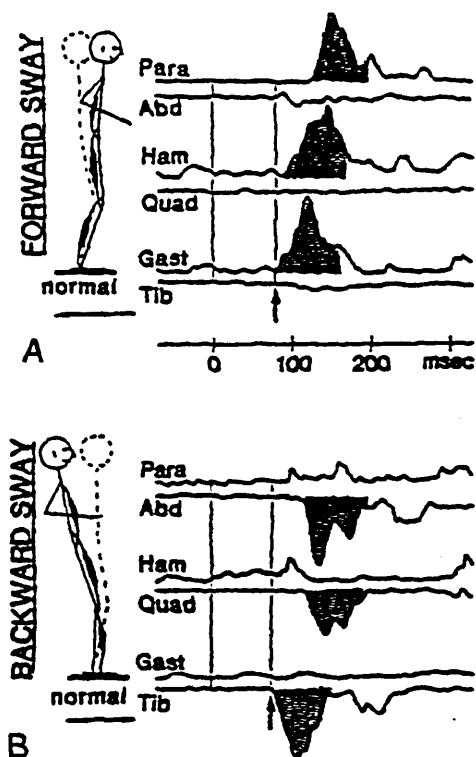 FORWARD SWAY
Para
Abd
Ham
Quad
Gast
Tib
normal
A
0 100 200 msec
BACKWARD SWAY
Para
Abd
Ham
Quad
Gast
Tib
normal
B